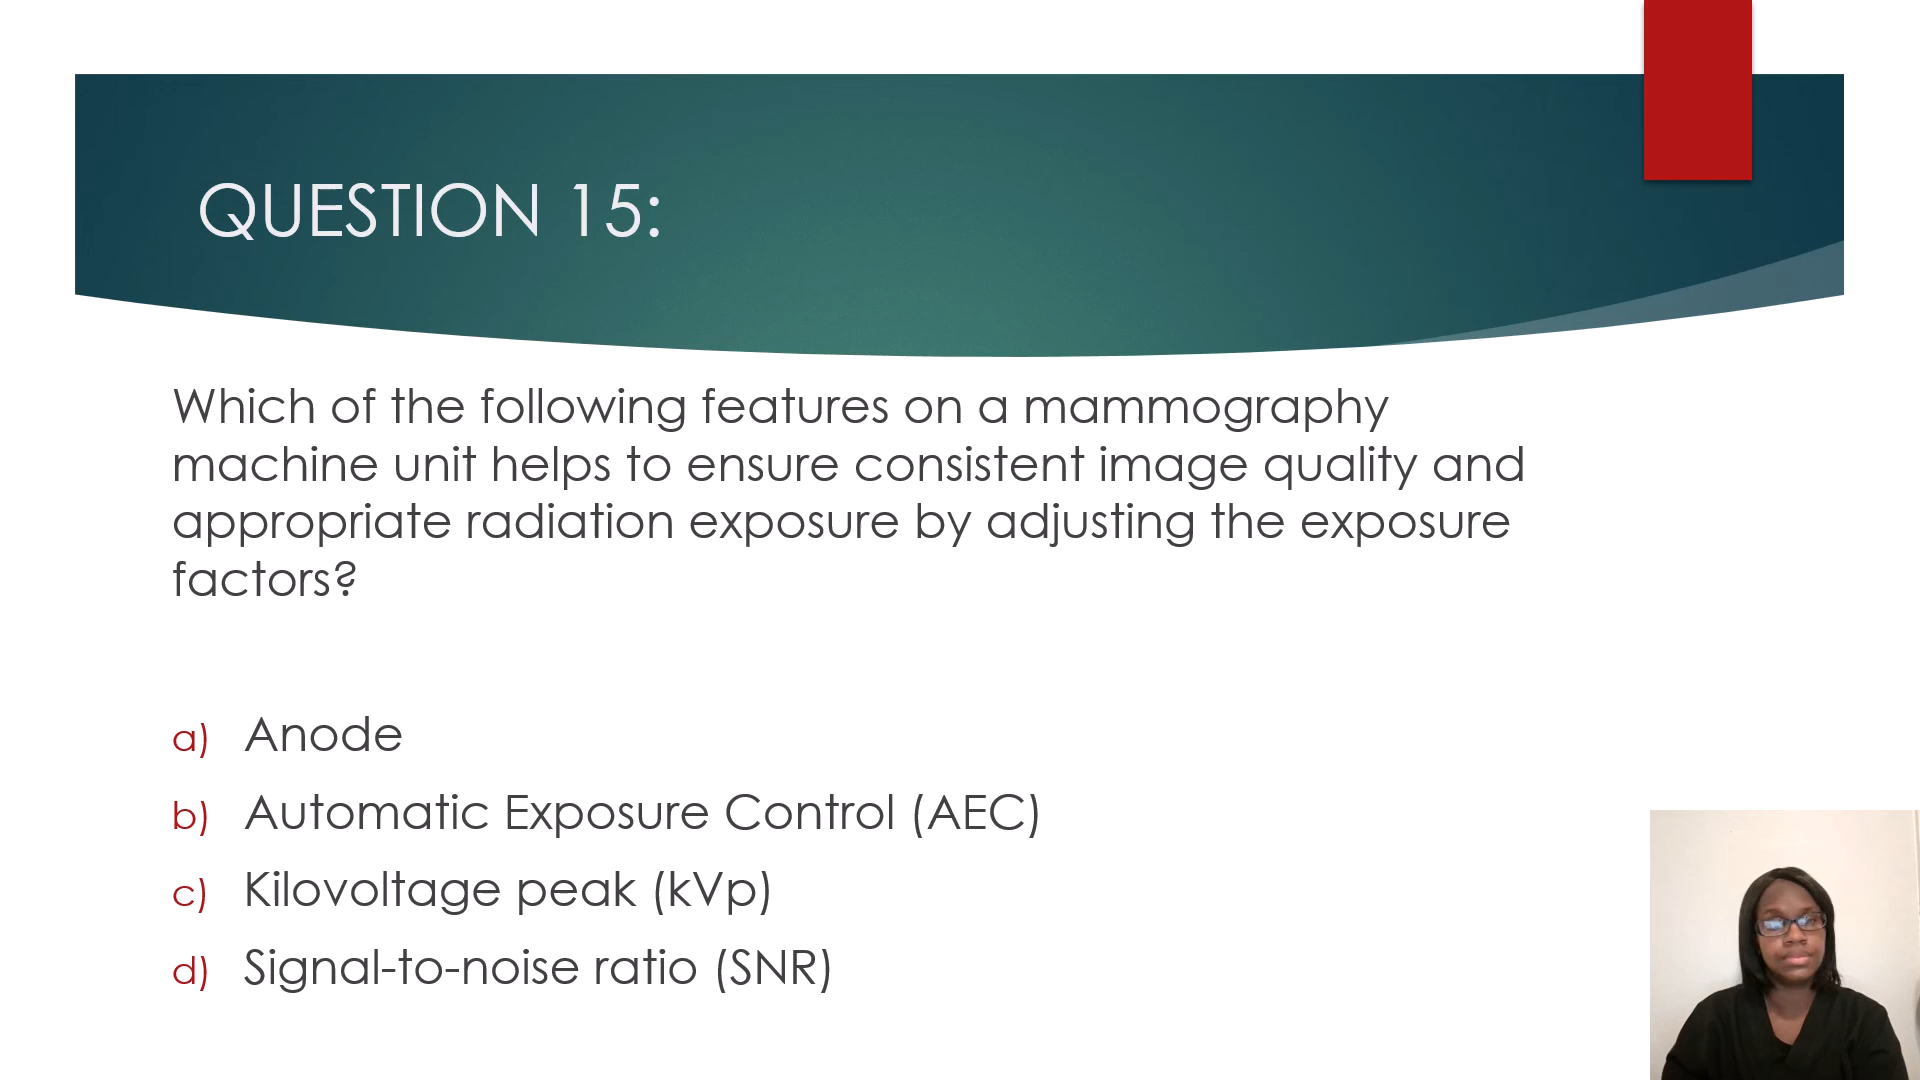 QUESTION 15:
Which of the following features on a mammography
machine unit helps to ensure consistent image quality and
appropriate radiation exposure by adjusting the exposure
factors?
a) Anode
b) Automatic Exposure Control (AEC)
c) Kilovoltage peak (kVp)
d) Signal-to-noise ratio (SNR)